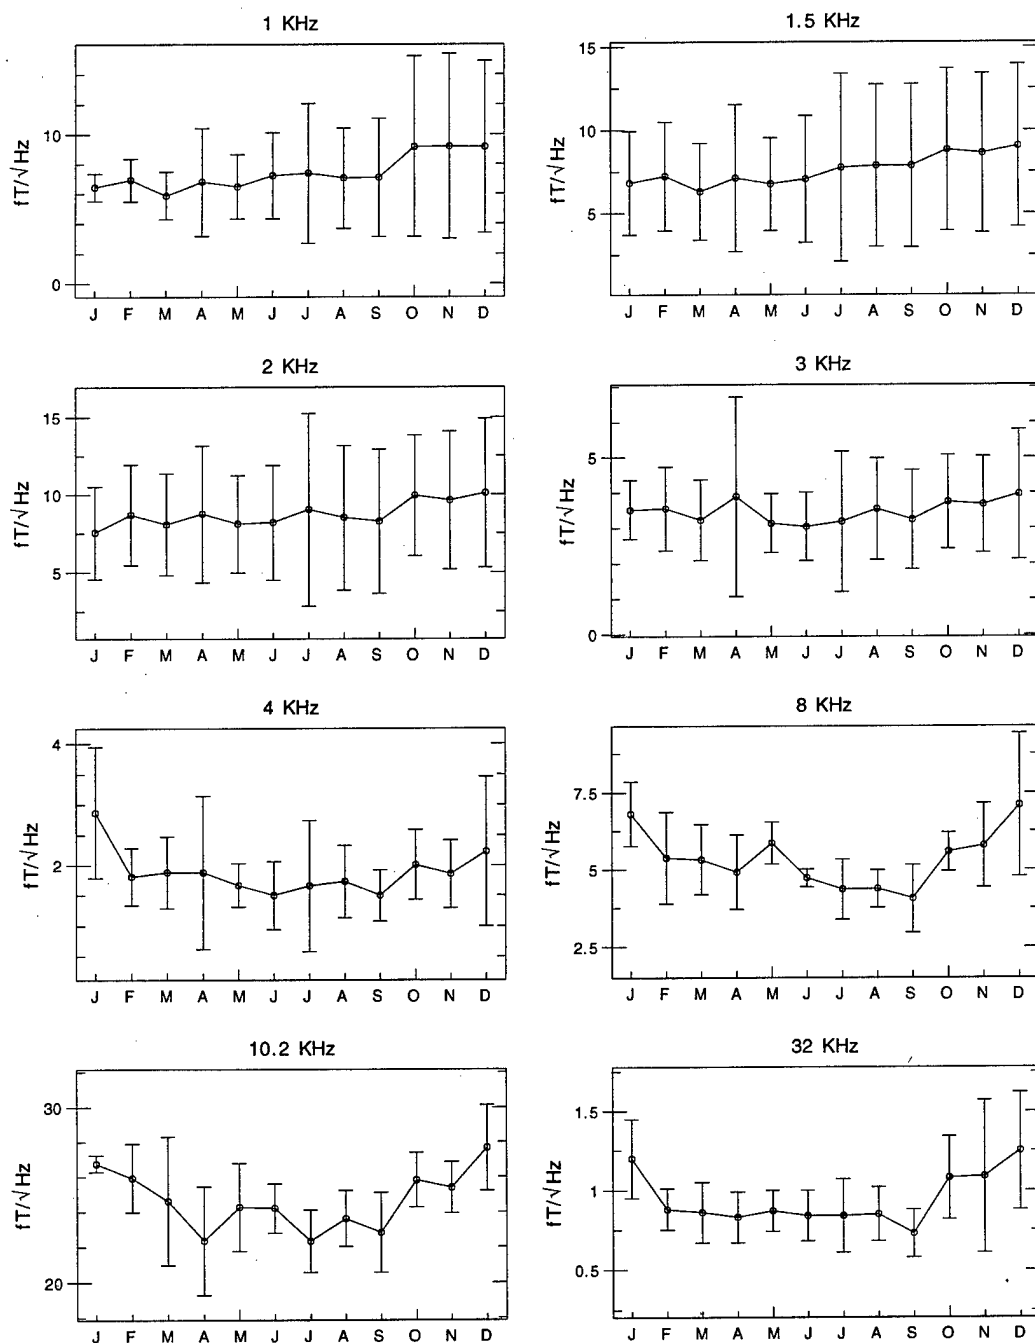 1 KHz
fT/√Hz
10
0
J F M A M J J A S O N D
1.5 KHz
fT/√Hz
15
10
5
J F M A M J J A S O N D
2 KHz
fT/√Hz
15
10
5
J F M A M J J A S O N D
3 KHz
fT/√Hz
5
0
J F M A M J J A S O N D
4 KHz
fT/√Hz
4
2
J F M A M J J A S O N D
8 KHz
fT/√Hz
7.5
5
2.5
J F M A M J J A S O N D
10.2 KHz
fT/√Hz
30
20
J F M A M J J A S O N D
32 KHz
fT/√Hz
1.5
1
0.5
J F M A M J J A S O N D